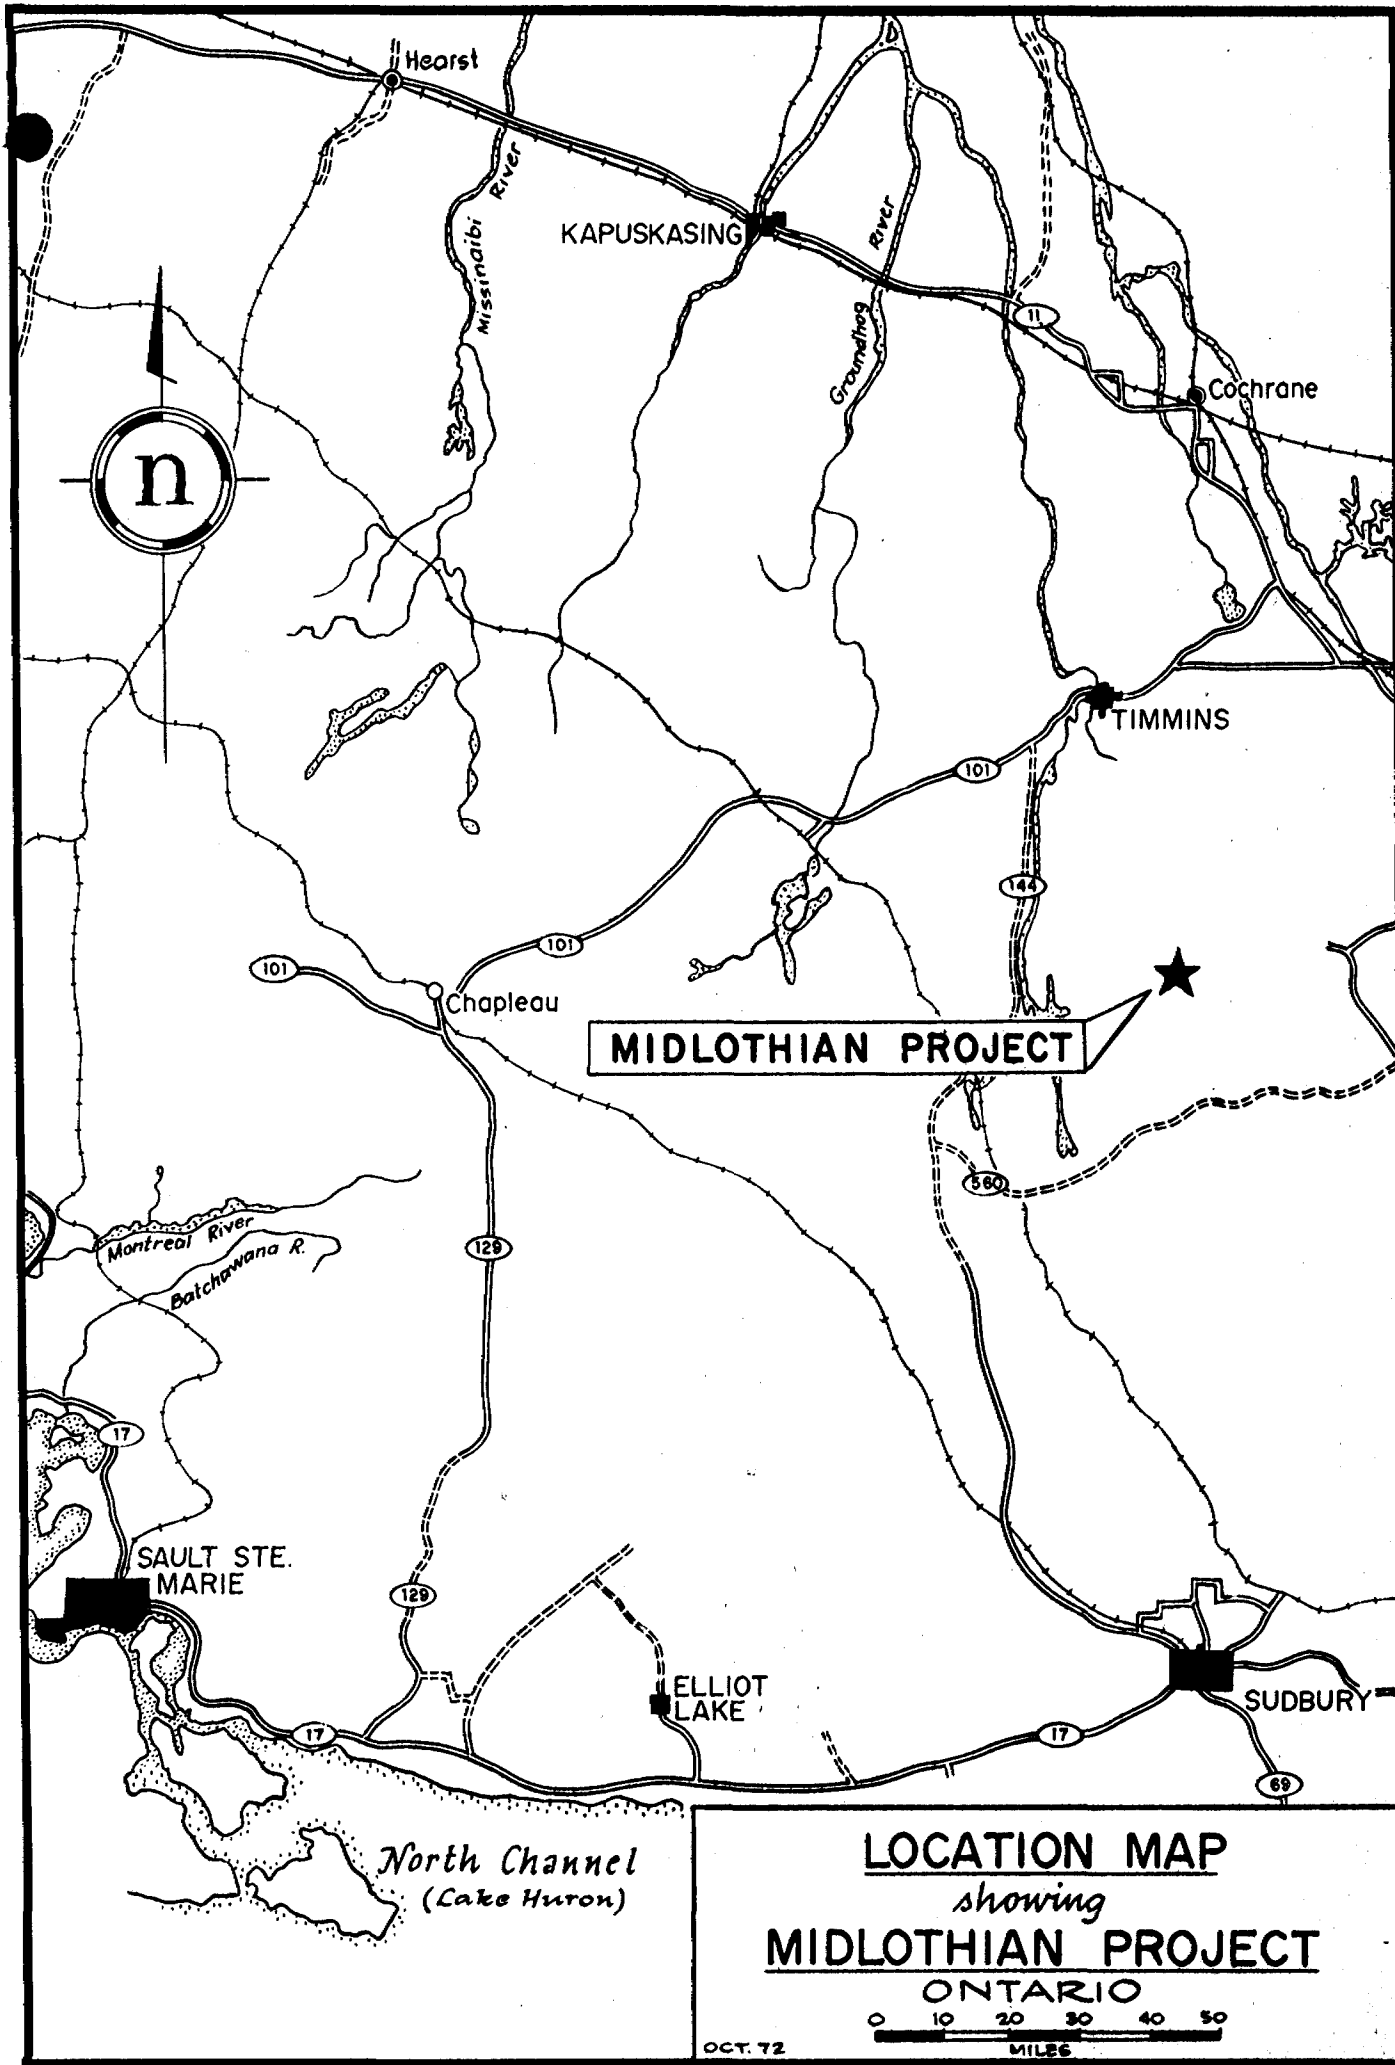 Hearst
Missinaibi River
KAPUSKASING
Groundhog River
11
Cochrane
n
TIMMINS
101
144
101
101
Chapleau
MIDLOTHIAN PROJECT
560
Montreal River
129
Batchawana R.
17
SAULT STE.
MARIE
129
ELLIOT
LAKE
SUDBURY
17
17
69
North Channel
(Lake Huron)
LOCATION MAP
showing
MIDLOTHIAN PROJECT
ONTARIO
0 10 20 30 40 50
MILES
OCT. 72